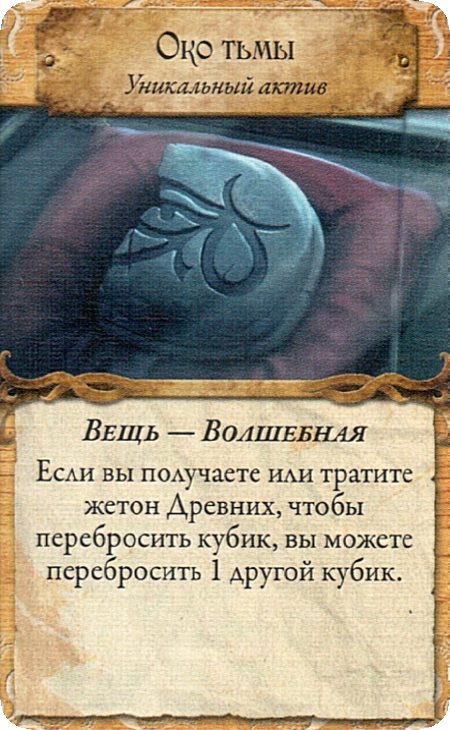 Око тьмы
Уникальный актив
Вещь — Волшебная
Если вы получаете или тратите
жетон Древних, чтобы
перебросить кубик, вы можете
перебросить 1 другой кубик.